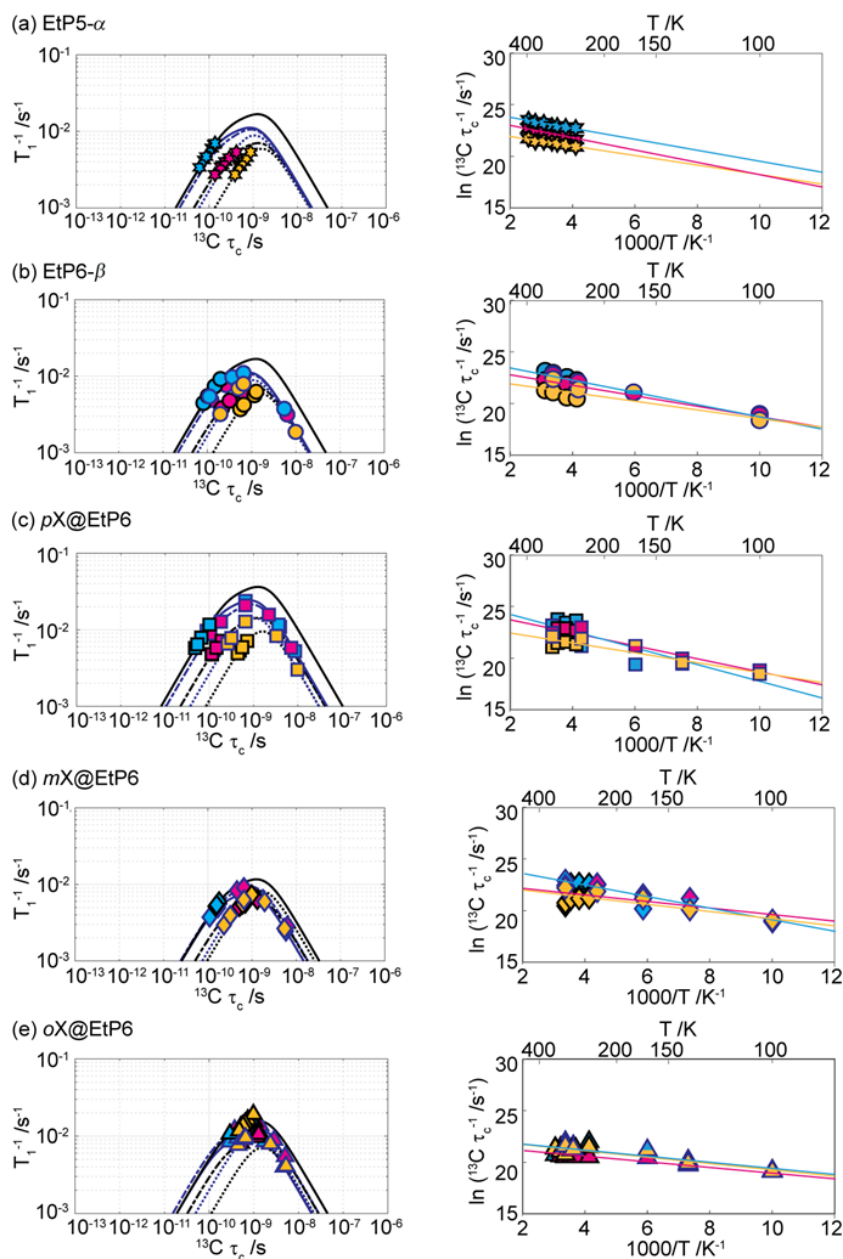 (a) EtP5-α
T₁⁻¹ /s⁻¹
10⁻¹
10⁻²
10⁻³
10⁻¹³ 10⁻¹² 10⁻¹¹ 10⁻¹⁰ 10⁻⁹ 10⁻⁸ 10⁻⁷ 10⁻⁶
¹³C τc /s
T /K
400 200 150 100
ln (¹³C τc⁻¹ /s⁻¹)
30
25
20
15
2 4 6 8 10 12
1000/T /K⁻¹
(b) EtP6-β
T₁⁻¹ /s⁻¹
10⁻¹
10⁻²
10⁻³
10⁻¹³ 10⁻¹² 10⁻¹¹ 10⁻¹⁰ 10⁻⁹ 10⁻⁸ 10⁻⁷ 10⁻⁶
¹³C τc /s
T /K
400 200 150 100
ln (¹³C τc⁻¹ /s⁻¹)
30
25
20
15
2 4 6 8 10 12
1000/T /K⁻¹
(c) pX@EtP6
T₁⁻¹ /s⁻¹
10⁻¹
10⁻²
10⁻³
10⁻¹³ 10⁻¹² 10⁻¹¹ 10⁻¹⁰ 10⁻⁹ 10⁻⁸ 10⁻⁷ 10⁻⁶
¹³C τc /s
T /K
400 200 150 100
ln (¹³C τc⁻¹ /s⁻¹)
30
25
20
15
2 4 6 8 10 12
1000/T /K⁻¹
(d) mX@EtP6
T₁⁻¹ /s⁻¹
10⁻¹
10⁻²
10⁻³
10⁻¹³ 10⁻¹² 10⁻¹¹ 10⁻¹⁰ 10⁻⁹ 10⁻⁸ 10⁻⁷ 10⁻⁶
¹³C τc /s
T /K
400 200 150 100
ln (¹³C τc⁻¹ /s⁻¹)
30
25
20
15
2 4 6 8 10 12
1000/T /K⁻¹
(e) oX@EtP6
T₁⁻¹ /s⁻¹
10⁻¹
10⁻²
10⁻³
10⁻¹³ 10⁻¹² 10⁻¹¹ 10⁻¹⁰ 10⁻⁹ 10⁻⁸ 10⁻⁷ 10⁻⁶
¹³C τc /s
T /K
400 200 150 100
ln (¹³C τc⁻¹ /s⁻¹)
30
25
20
15
2 4 6 8 10 12
1000/T /K⁻¹